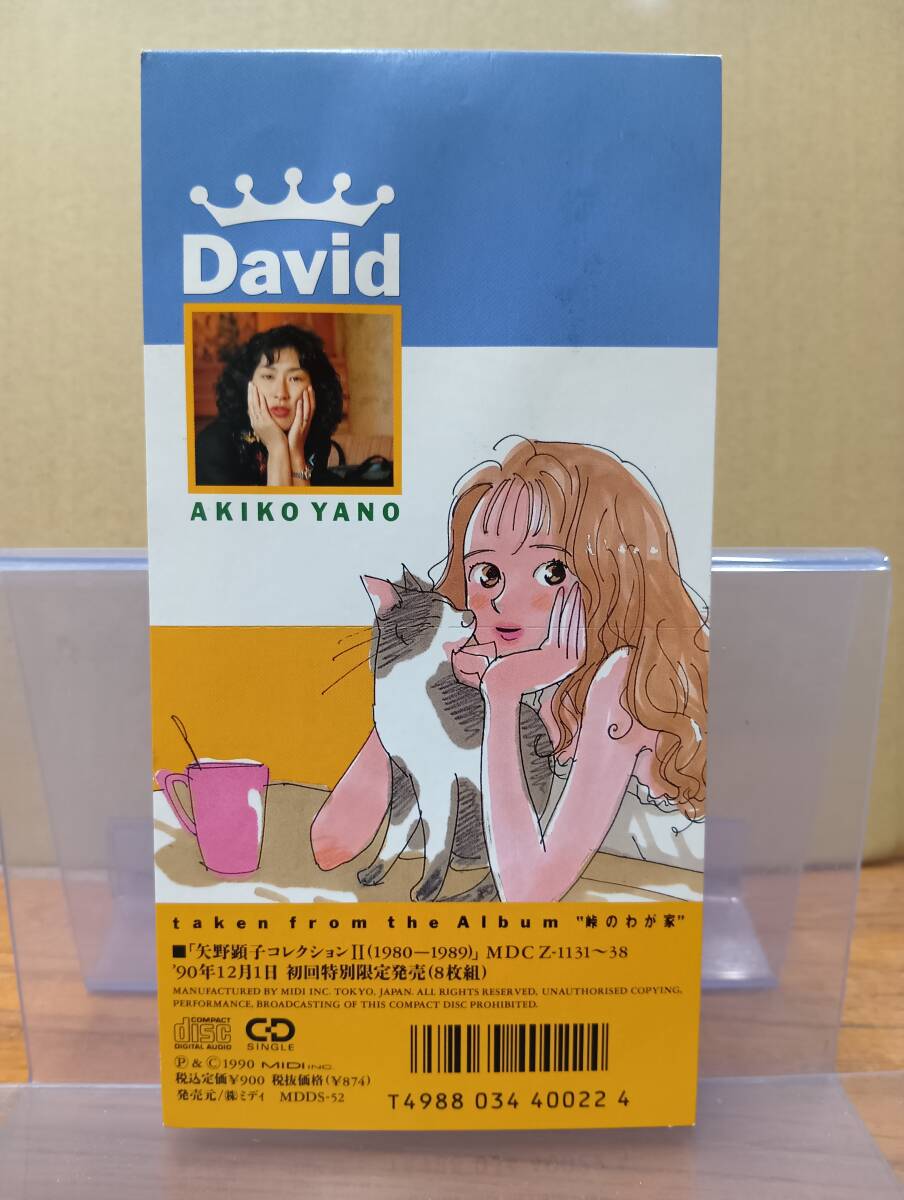 David
AKIKO YANO
taken from the Album "峠のわが家"
■「矢野顕子コレクションII(1980—1989)」MDCZ-1131〜38
'90年12月1日 初回特別限定発売(8枚組)
MANUFACTURED BY MIDI INC. TOKYO, JAPAN. ALL RIGHTS RESERVED, UNAUTHORISED COPYING,
PERFORMANCE, BROADCASTING OF THIS COMPACT DISC PROHIBITED.
COMPACT
disc
DIGITAL AUDIO
CD
SINGLE
Ⓟ & Ⓒ 1990 MIDI INC.
税込定価¥900 税抜価格(¥874)
発売元/㈱ミディ MDDS-52
T4988 034 40022 4